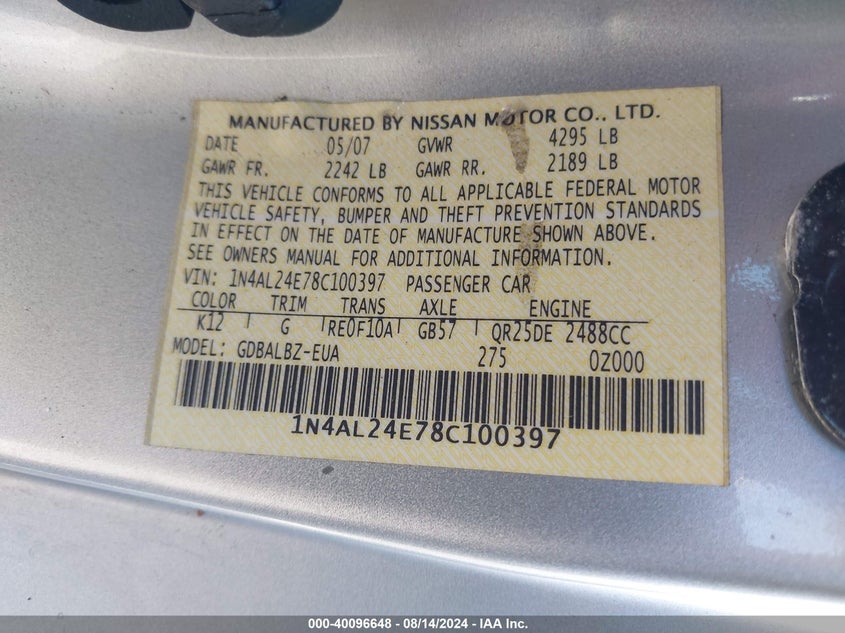 MANUFACTURED BY NISSAN MOTOR CO., LTD.
DATE 05/07 GVWR 4295 LB
GAWR FR. 2242 LB GAWR RR. 2189 LB
THIS VEHICLE CONFORMS TO ALL APPLICABLE FEDERAL MOTOR
VEHICLE SAFETY, BUMPER AND THEFT PREVENTION STANDARDS
IN EFFECT ON THE DATE OF MANUFACTURE SHOWN ABOVE.
SEE OWNERS MANUAL FOR ADDITIONAL INFORMATION.
VIN: 1N4AL24E78C100397 PASSENGER CAR
COLOR TRIM TRANS AXLE ENGINE
K12 G RE0F10A GB57 QR25DE 2488CC
MODEL: GDBALBZ-EUA 275 0Z000
1N4AL24E78C100397
000-40096648 - 08/14/2024 - IAA Inc.